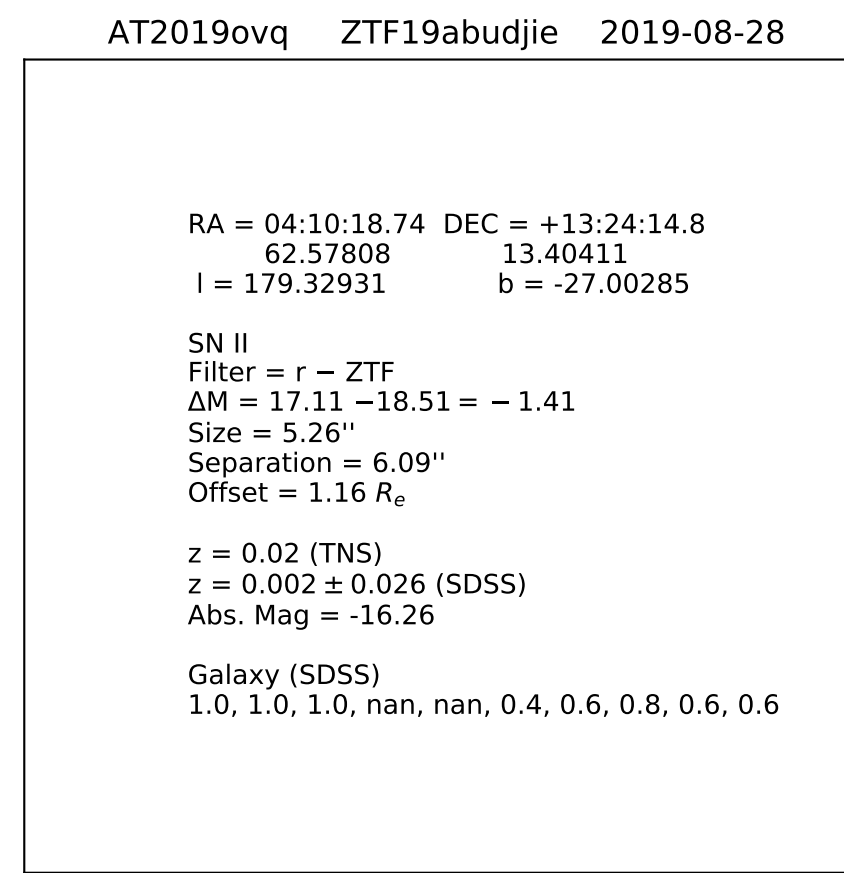 AT2019ovq ZTF19abudjie 2019-08-28
RA = 04:10:18.74 DEC = +13:24:14.8
62.57808 13.40411
l = 179.32931 b = -27.00285
SN II
Filter = r − ZTF
ΔM = 17.11 −18.51 = − 1.41
Size = 5.26''
Separation = 6.09''
Offset = 1.16 Re
z = 0.02 (TNS)
z = 0.002 ± 0.026 (SDSS)
Abs. Mag = -16.26
Galaxy (SDSS)
1.0, 1.0, 1.0, nan, nan, 0.4, 0.6, 0.8, 0.6, 0.6